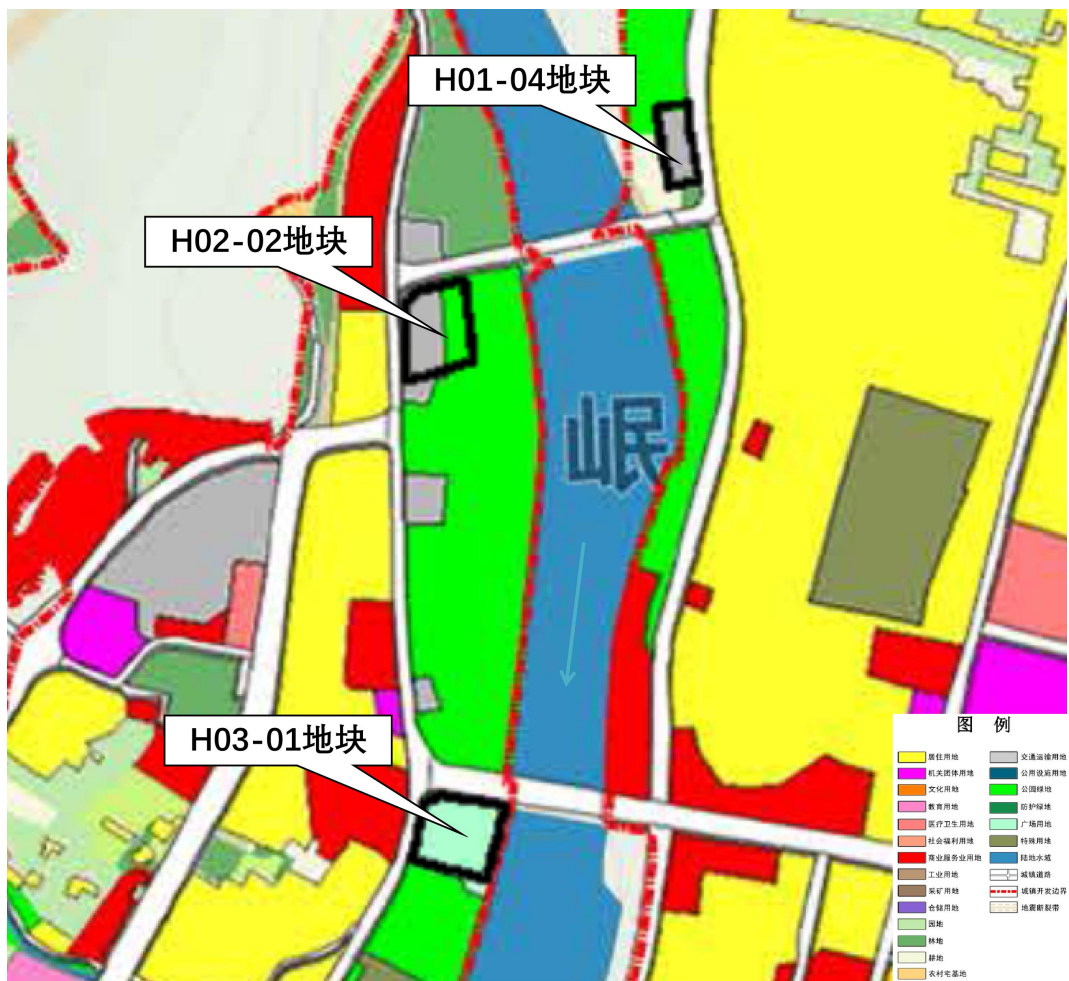 H01-04地块
H02-02地块
岷
H03-01地块
图 例
居住用地
机关团体用地
文化用地
教育用地
医疗卫生用地
社会福利用地
商业服务业用地
工业用地
采矿用地
仓储用地
园地
林地
耕地
农村宅基地
交通运输用地
公用设施用地
公园绿地
防护绿地
广场用地
特殊用地
陆地水域
城镇道路
城镇开发边界
地震断裂带